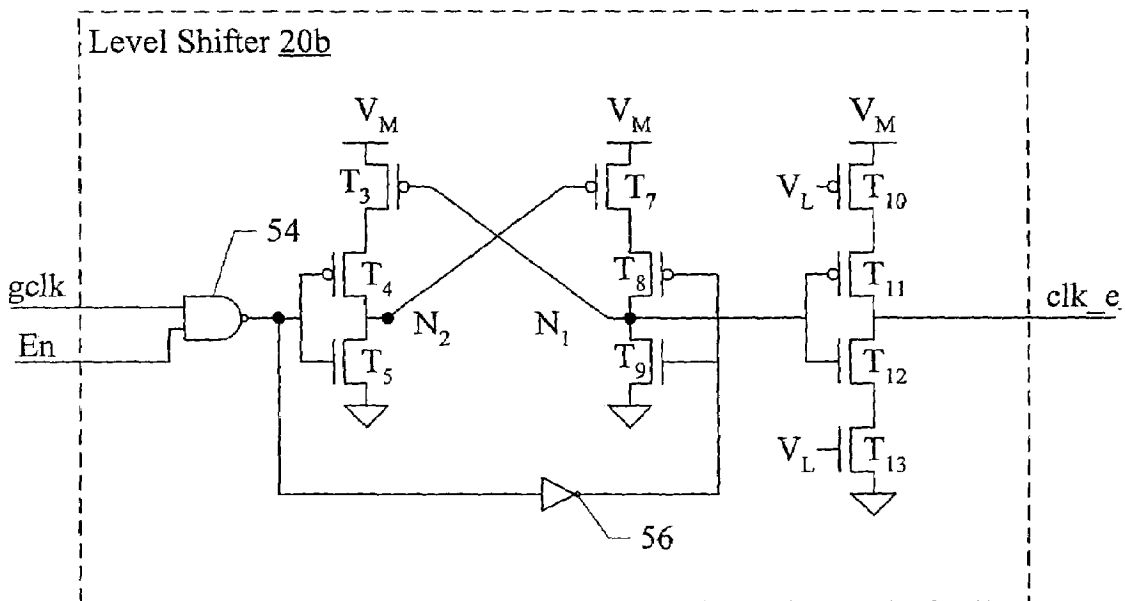 Level Shifter 20b
V_M V_M V_M
T_3 T_7 V_L T_10
54
gclk T_4 T_8 T_11 clk_e
En N_2 N_1
T_5 T_9 T_12
V_L T_13
56